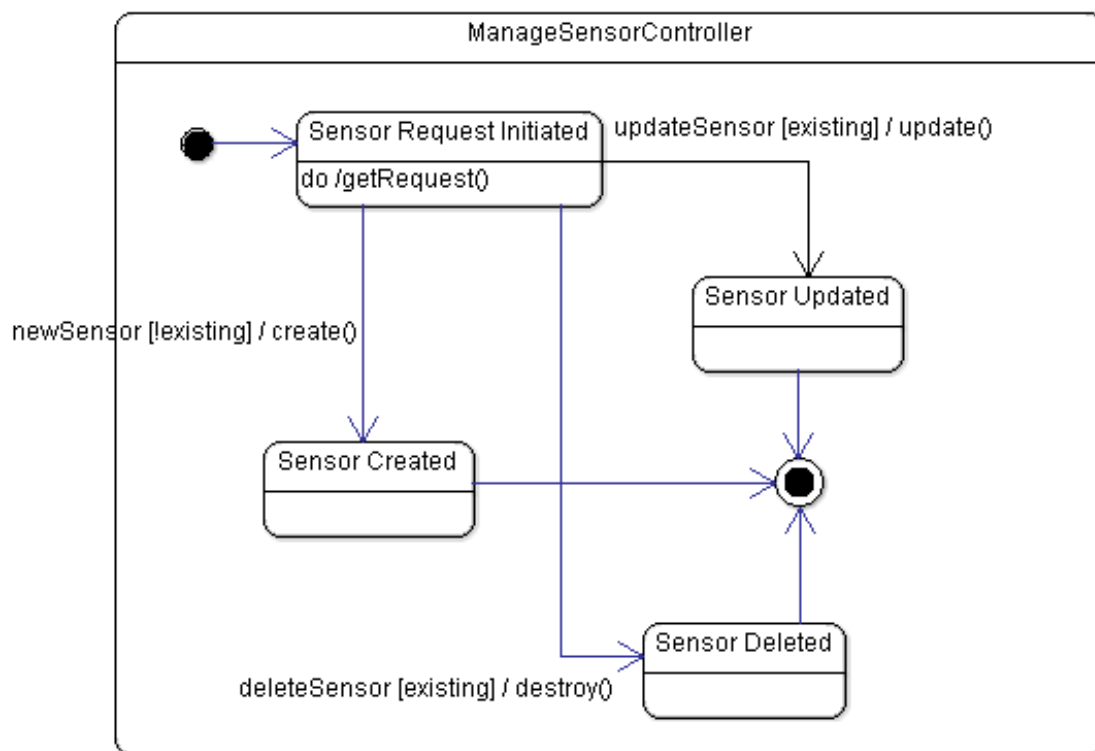 ManageSensorController
Sensor Request Initiated
updateSensor [existing] / update()
do /getRequest()
Sensor Updated
newSensor [!existing] / create()
Sensor Created
Sensor Deleted
deleteSensor [existing] / destroy()